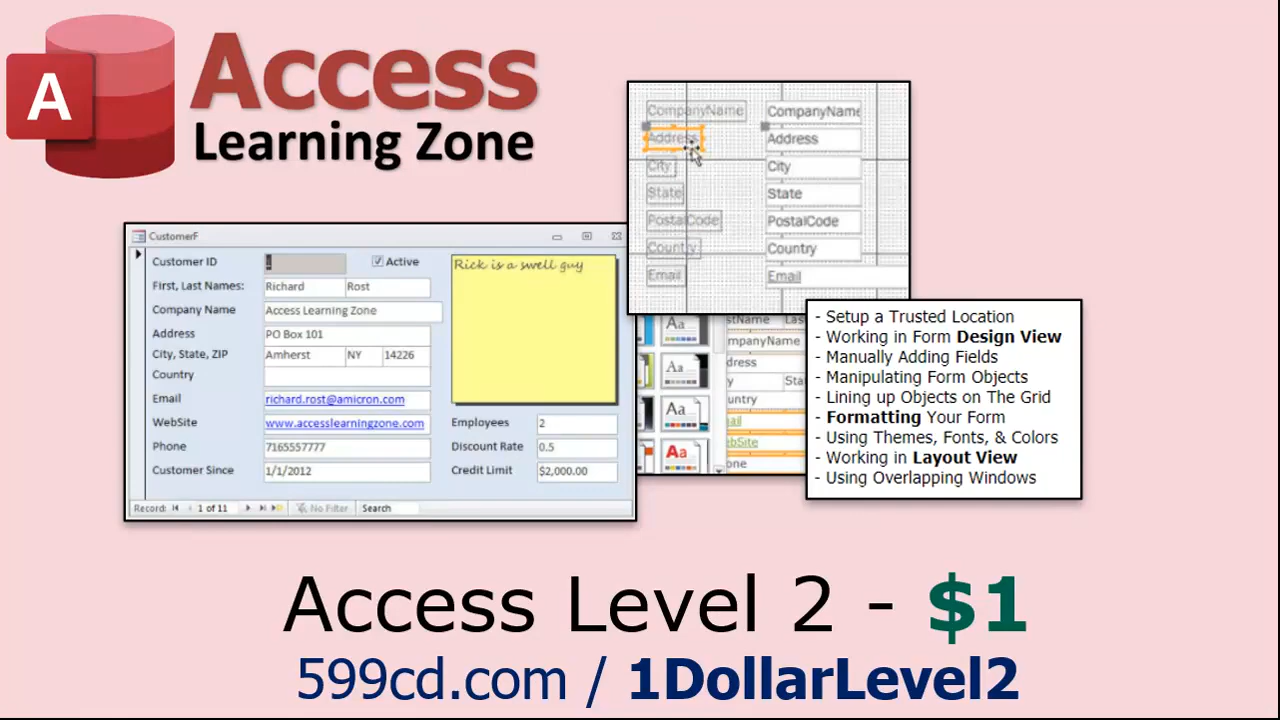 A
Access
Learning Zone
CustomerF
Customer ID
Active
First, Last Names: Richard Rost
Company Name Access Learning Zone
Address PO Box 101
City, State, ZIP Amherst NY 14226
Country
Email richard.rost@amicron.com
WebSite www.accesslearningzone.com
Phone 7165557777
Customer Since 1/1/2012
Rick is a swell guy
Employees 2
Discount Rate 0.5
Credit Limit $2,000.00
Record: 1 of 11 No Filter Search
CompanyName CompanyName
Address Address
City City
State State
PostalCode PostalCode
Country Country
Email Email
Aa
Aa
Aa
Aa
- Setup a Trusted Location
- Working in Form Design View
- Manually Adding Fields
- Manipulating Form Objects
- Lining up Objects on The Grid
- Formatting Your Form
- Using Themes, Fonts, & Colors
- Working in Layout View
- Using Overlapping Windows
Access Level 2 - $1
599cd.com / 1DollarLevel2